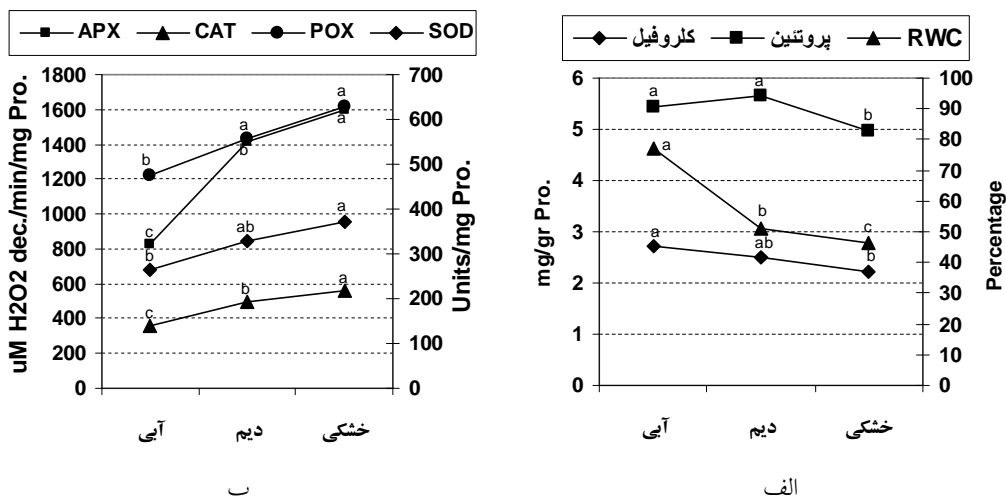 APX CAT POX SOD
uM H2O2 dec./min/mg Pro.
1800
1600
1400
1200
1000
800
600
400
200
0
700
600
500
400
300
200
100
0
Units/mg Pro.
b
a
a
b
a
c
b
ab
a
c
b
a
آبی دیم خشکی
ب
کلروفیل پروتئین RWC
mg/gr Pro.
6
5
4
3
2
1
0
100
90
80
70
60
50
40
30
20
10
0
Percentage
a
a
b
a
b
c
a
ab
b
آبی دیم خشکی
الف